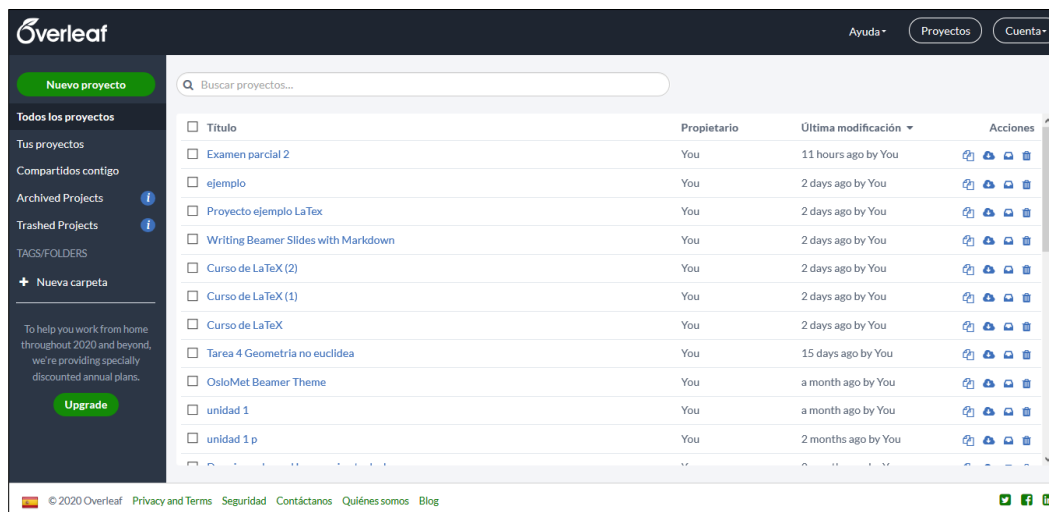 Overleaf
Ayuda Proyectos Cuenta
Nuevo proyecto
Todos los proyectos
Tus proyectos
Compartidos contigo
Archived Projects i
Trashed Projects i
TAGS/FOLDERS
+ Nueva carpeta
To help you work from home
throughout 2020 and beyond,
we're providing specially
discounted annual plans.
Upgrade
Buscar proyectos...
Título Propietario Última modificación Acciones
Examen parcial 2 You 11 hours ago by You
ejemplo You 2 days ago by You
Proyecto ejemplo LaTex You 2 days ago by You
Writing Beamer Slides with Markdown You 2 days ago by You
Curso de LaTeX (2) You 2 days ago by You
Curso de LaTeX (1) You 2 days ago by You
Curso de LaTeX You 2 days ago by You
Tarea 4 Geometria no euclidea You 15 days ago by You
OsloMet Beamer Theme You a month ago by You
unidad 1 You a month ago by You
unidad 1 p You 2 months ago by You
© 2020 Overleaf Privacy and Terms Seguridad Contáctanos Quiénes somos Blog